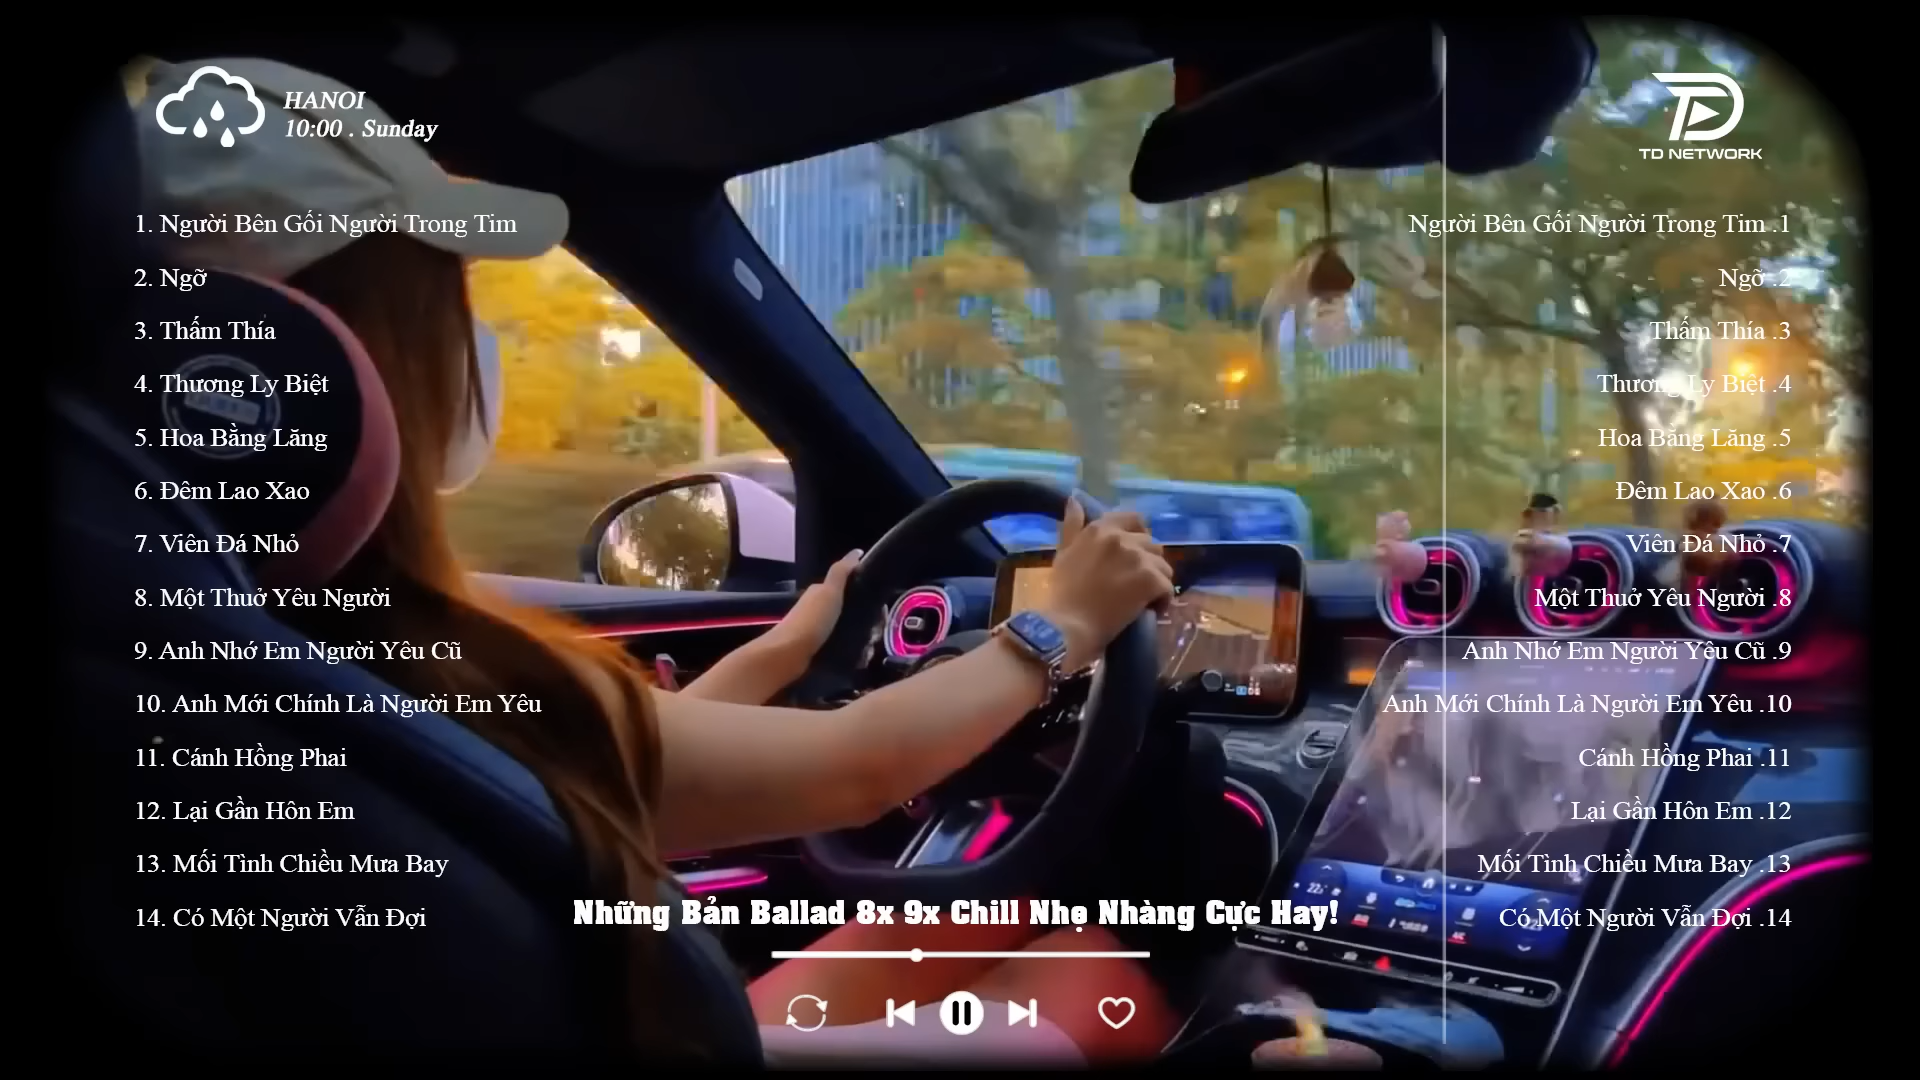 HANOI
10:00 . Sunday
TD NETWORK
1. Người Bên Gối Người Trong Tim
2. Ngỡ
3. Thấm Thía
4. Thương Ly Biệt
5. Hoa Bằng Lăng
6. Đêm Lao Xao
7. Viên Đá Nhỏ
8. Một Thuở Yêu Người
9. Anh Nhớ Em Người Yêu Cũ
10. Anh Mới Chính Là Người Em Yêu
11. Cánh Hồng Phai
12. Lại Gần Hôn Em
13. Mối Tình Chiều Mưa Bay
14. Có Một Người Vẫn Đợi
Người Bên Gối Người Trong Tim .1
Ngỡ .2
Thấm Thía .3
Thương Ly Biệt .4
Hoa Bằng Lăng .5
Đêm Lao Xao .6
Viên Đá Nhỏ .7
Một Thuở Yêu Người .8
Anh Nhớ Em Người Yêu Cũ .9
Anh Mới Chính Là Người Em Yêu .10
Cánh Hồng Phai .11
Lại Gần Hôn Em .12
Mối Tình Chiều Mưa Bay .13
Có Một Người Vẫn Đợi .14
Những Bản Ballad 8x 9x Chill Nhẹ Nhàng Cực Hay!